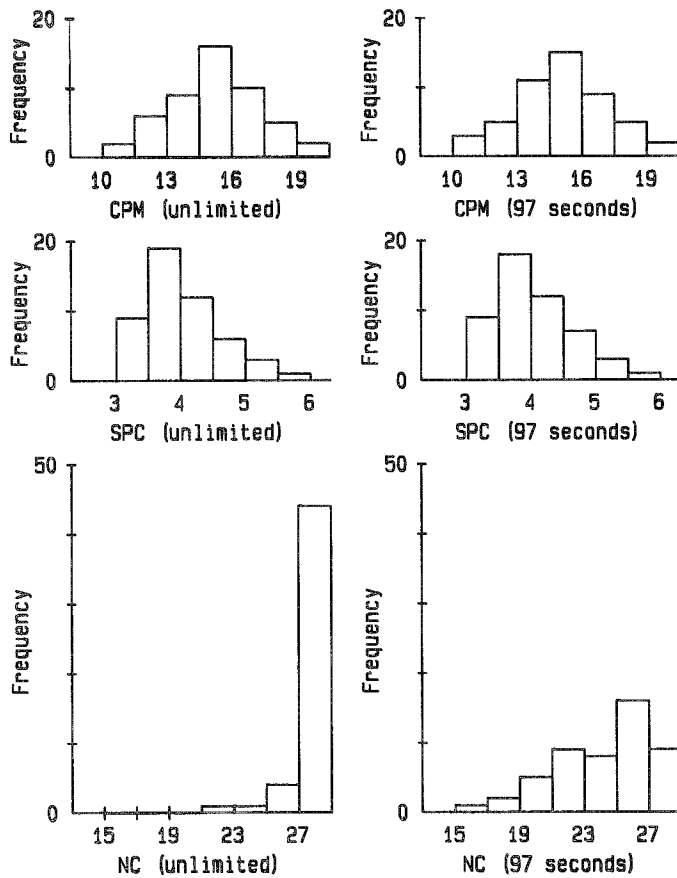 20
Frequency
0
10 13 16 19
CPM (unlimited)
20
Frequency
0
10 13 16 19
CPM (97 seconds)
20
Frequency
0
3 4 5 6
SPC (unlimited)
20
Frequency
0
3 4 5 6
SPC (97 seconds)
50
Frequency
0
15 19 23 27
NC (unlimited)
50
Frequency
0
15 19 23 27
NC (97 seconds)